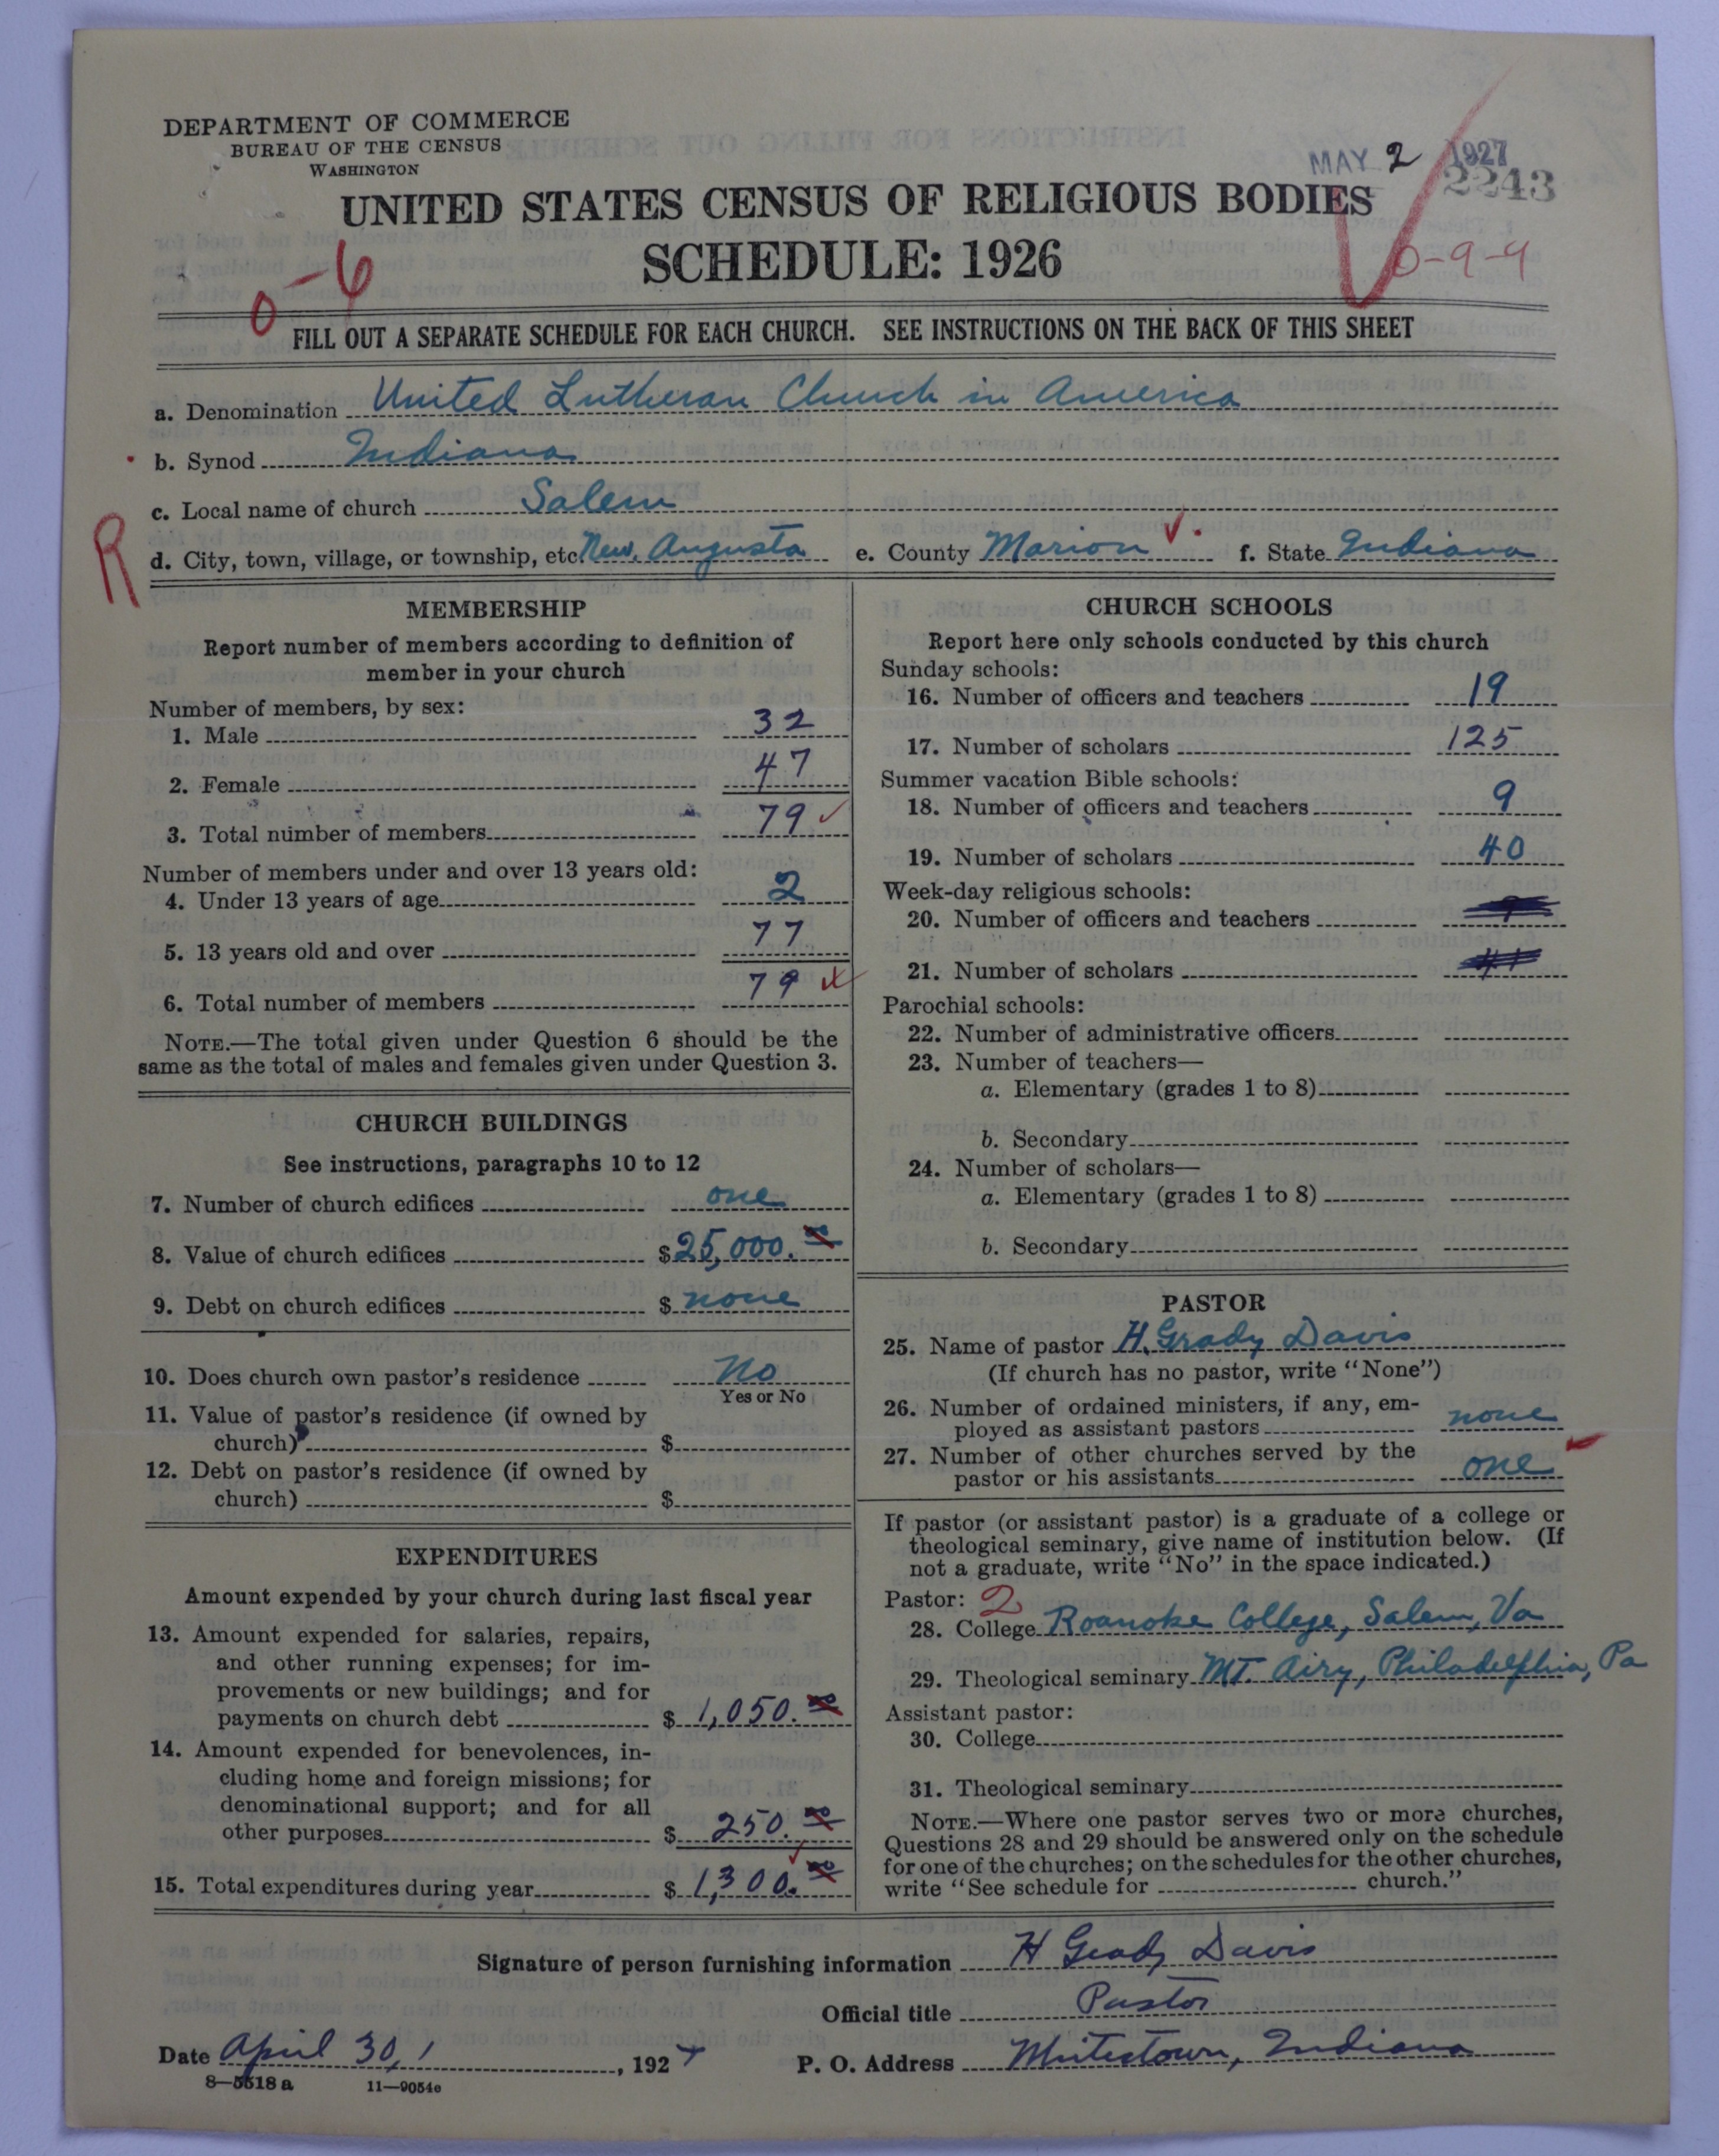 DEPARTMENT OF COMMERCE
BUREAU OF THE CENSUS
WASHINGTON
MAY 2 1927
2243
UNITED STATES CENSUS OF RELIGIOUS BODIES
SCHEDULE: 1926
0-6
0-9-9
FILL OUT A SEPARATE SCHEDULE FOR EACH CHURCH. SEE INSTRUCTIONS ON THE BACK OF THIS SHEET
a. Denomination United Lutheran Church in America
b. Synod Indiana
c. Local name of church Salem
R
d. City, town, village, or township, etc. New Augusta e. County Marion f. State Indiana
MEMBERSHIP
Report number of members according to definition of
member in your church
Number of members, by sex:
1. Male 32
2. Female 47
3. Total number of members 79
Number of members under and over 13 years old:
4. Under 13 years of age 2
5. 13 years old and over 77
6. Total number of members 79
NOTE.—The total given under Question 6 should be the
same as the total of males and females given under Question 3.
CHURCH BUILDINGS
See instructions, paragraphs 10 to 12
7. Number of church edifices one
8. Value of church edifices $25,000.00
9. Debt on church edifices $ none
10. Does church own pastor's residence No
Yes or No
11. Value of pastor's residence (if owned by
church) $
12. Debt on pastor's residence (if owned by
church) $
EXPENDITURES
Amount expended by your church during last fiscal year
13. Amount expended for salaries, repairs,
and other running expenses; for im-
provements or new buildings; and for
payments on church debt $ 1,050.00
14. Amount expended for benevolences, in-
cluding home and foreign missions; for
denominational support; and for all
other purposes $ 250.00
15. Total expenditures during year $ 1,300.00
CHURCH SCHOOLS
Report here only schools conducted by this church
Sunday schools:
16. Number of officers and teachers 19
17. Number of scholars 125
Summer vacation Bible schools:
18. Number of officers and teachers 9
19. Number of scholars 40
Week-day religious schools:
20. Number of officers and teachers
21. Number of scholars
Parochial schools:
22. Number of administrative officers
23. Number of teachers—
a. Elementary (grades 1 to 8)
b. Secondary
24. Number of scholars—
a. Elementary (grades 1 to 8)
b. Secondary
PASTOR
25. Name of pastor H. Grady Davis
(If church has no pastor, write "None")
26. Number of ordained ministers, if any, em-
ployed as assistant pastors none
27. Number of other churches served by the
pastor or his assistants one
If pastor (or assistant pastor) is a graduate of a college or
theological seminary, give name of institution below. (If
not a graduate, write "No" in the space indicated.)
Pastor: 2
28. College Roanoke College, Salem, Va
29. Theological seminary Mt. Airy, Philadelphia, Pa
Assistant pastor:
30. College
31. Theological seminary
NOTE.—Where one pastor serves two or more churches,
Questions 28 and 29 should be answered only on the schedule
for one of the churches; on the schedules for the other churches,
write "See schedule for church."
Signature of person furnishing information H Grady Davis
Official title Pastor
Date April 30, 1927 P. O. Address Whitestown, Indiana
8—5518 a 11—9054e